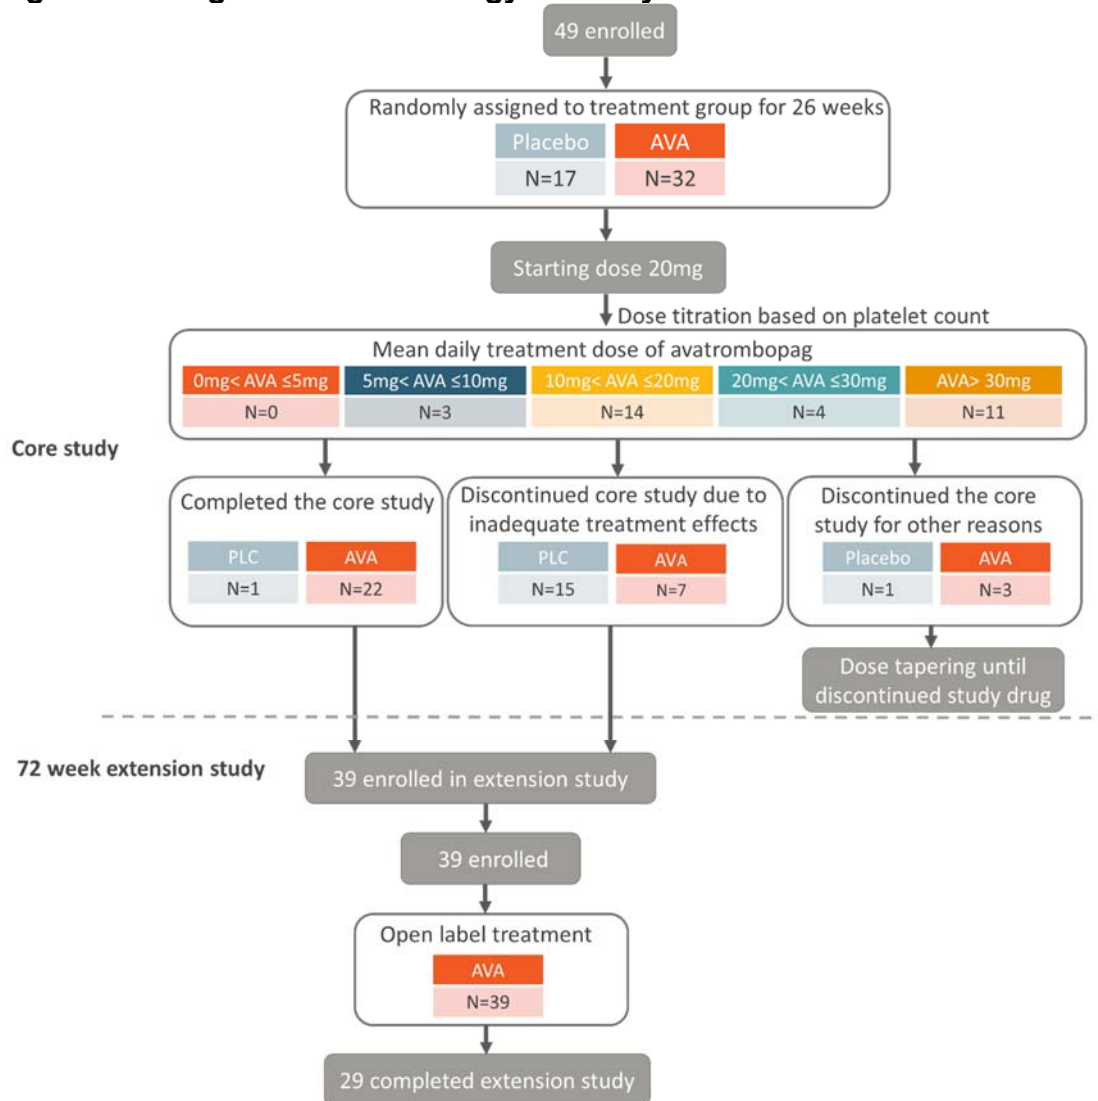 49 enrolled
Randomly assigned to treatment group for 26 weeks
Placebo AVA
N=17 N=32
Starting dose 20mg
Dose titration based on platelet count
Mean daily treatment dose of avatrombopag
0mg< AVA ≤5mg 5mg< AVA ≤10mg 10mg< AVA ≤20mg 20mg< AVA ≤30mg AVA> 30mg
N=0 N=3 N=14 N=4 N=11
Core study
Completed the core study
PLC AVA
N=1 N=22
Discontinued core study due to
inadequate treatment effects
PLC AVA
N=15 N=7
Discontinued the core
study for other reasons
Placebo AVA
N=1 N=3
Dose tapering until
discontinued study drug
72 week extension study
39 enrolled in extension study
39 enrolled
Open label treatment
AVA
N=39
29 completed extension study